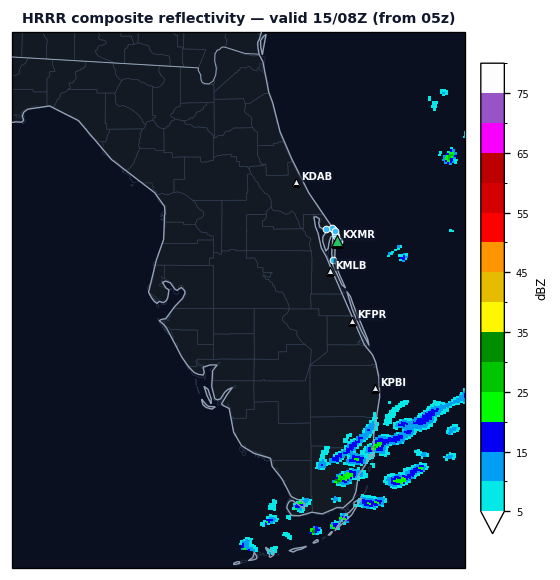 HRRR composite reflectivity — valid 15/08Z (from 05z)
KDAB
KXMR
KMLB
KFPR
KPBI
75
65
55
45
35
25
15
5
dBZ